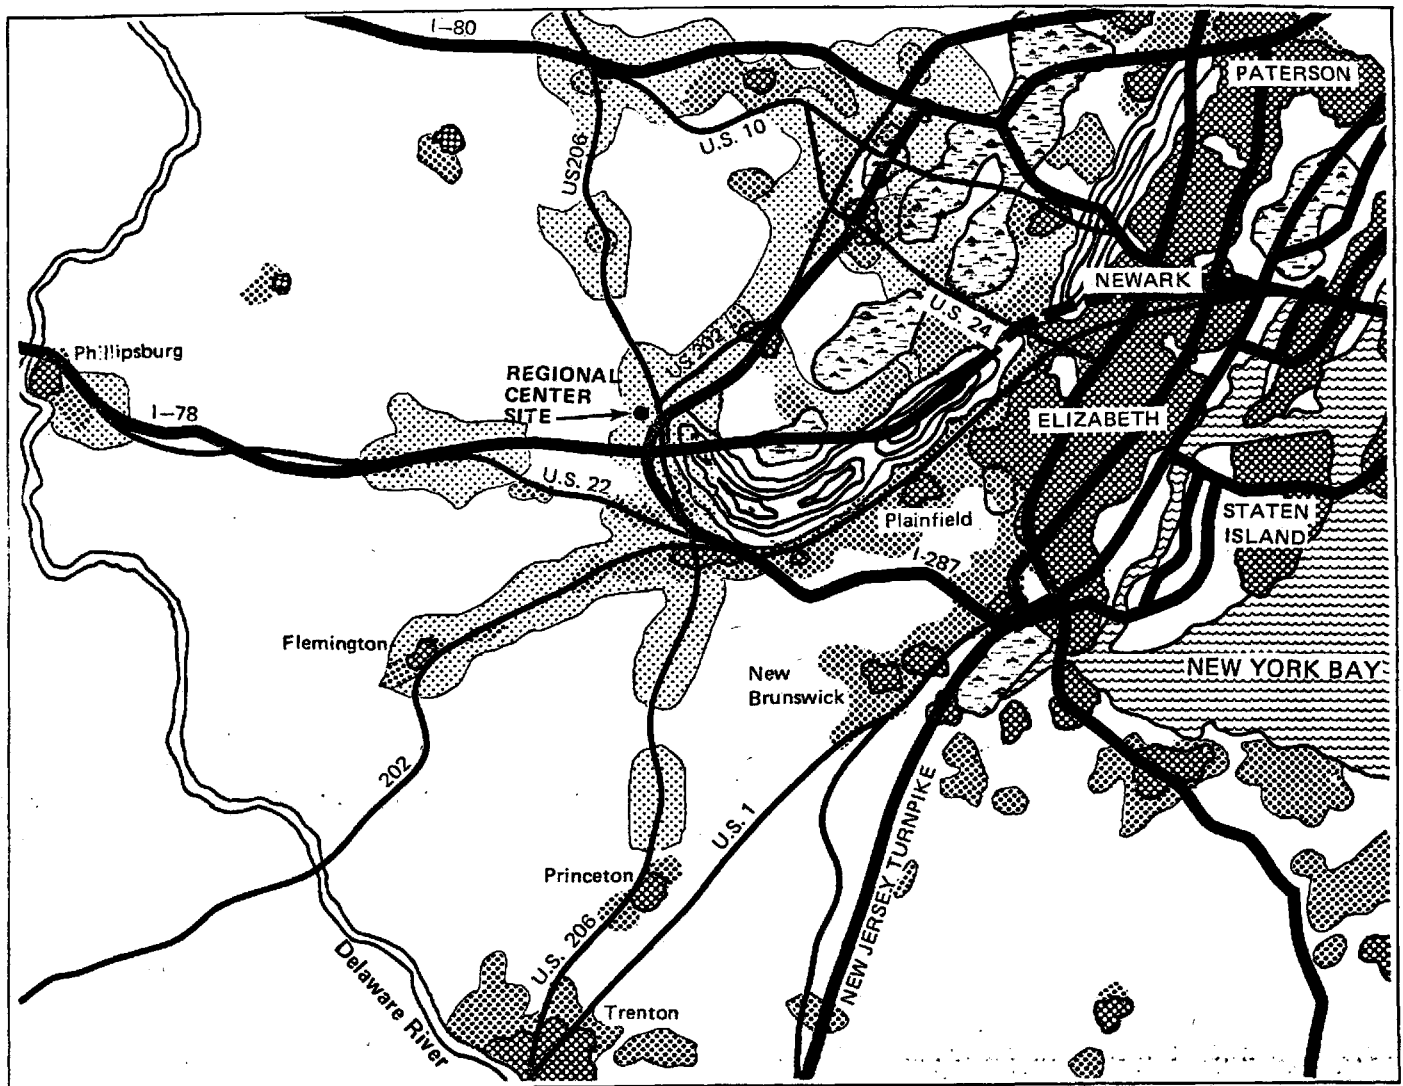 I-80
PATERSON
U.S. 10
US206
NEWARK
U.S. 24
Phillipsburg
US 202
REGIONAL
CENTER
SITE
I-78
ELIZABETH
U.S. 22
Plainfield
STATEN
ISLAND
I-287
Flemington
New
Brunswick
NEW YORK BAY
202
U.S. 1
NEW JERSEY TURNPIKE
Princeton
U.S. 206
Delaware River
Trenton